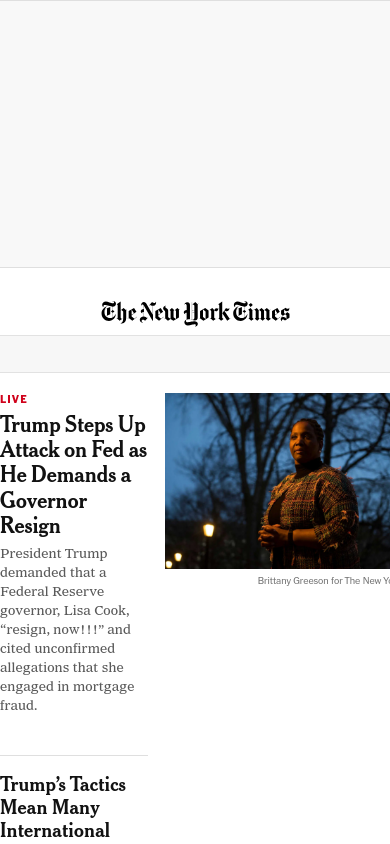 The New York Times
LIVE
Trump Steps Up
Attack on Fed as
He Demands a
Governor
Resign
President Trump
demanded that a
Federal Reserve
governor, Lisa Cook,
“resign, now!!!” and
cited unconfirmed
allegations that she
engaged in mortgage
fraud.
Brittany Greeson for The New Yo
Trump’s Tactics
Mean Many
International